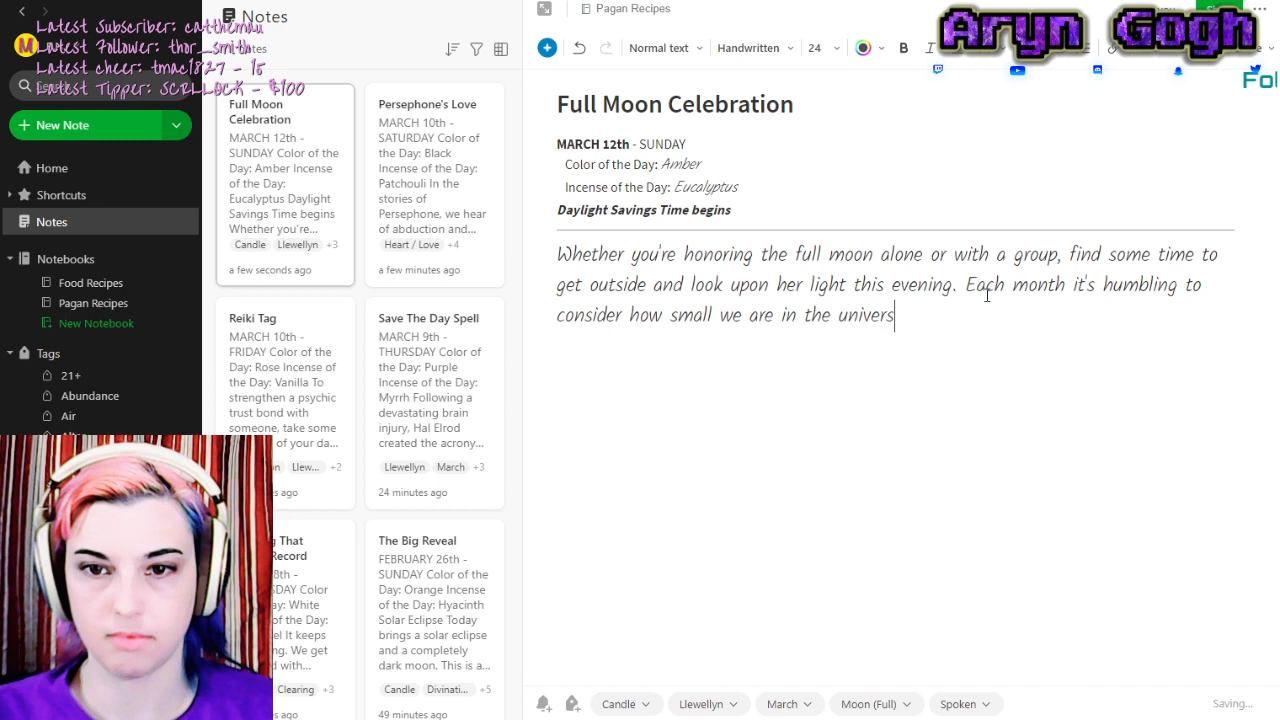 Latest Subscriber: catthemau
Latest Follower: thor_smith
Latest cheer: tmac1827 - 15
Latest Tipper: SCRLLOCK - $100
M
Notes
New Note
Home
Shortcuts
Notes
Notebooks
Food Recipes
Pagan Recipes
New Notebook
Tags
21+
Abundance
Air
Full Moon
Celebration
MARCH 12th -
SUNDAY Color of
the Day: Amber
Incense of the Day:
Eucalyptus Daylight
Savings Time begins
Whether you're...
Candle Llewellyn +3
a few seconds ago
Persephone's Love
MARCH 10th -
SATURDAY Color of
the Day: Black
Incense of the Day:
Patchouli In the
stories of
Persephone, we hear
of abduction and...
Heart / Love +4
a few minutes ago
Reiki Tag
MARCH 10th -
FRIDAY Color of
the Day: Rose Incense
of the Day: Vanilla To
strengthen a psychic
trust bond with
someone, take some
of your da...
Llew... +2
Save The Day Spell
MARCH 9th -
THURSDAY Color of
the Day: Purple
Incense of the Day:
Myrrh Following a
devastating brain
injury, Hal Elrod
created the acrony...
Llewellyn March +3
24 minutes ago
That
Record
Color
White
It keeps
We get
with
Clearing +3
ago
The Big Reveal
FEBRUARY 26th -
SUNDAY Color of
the Day: Orange Incense
of the Day: Hyacinth
Solar Eclipse Today
brings a solar eclipse
and a completely
dark moon. This is a...
Candle Divinati... +5
49 minutes ago
Pagan Recipes
Aryn Gogh
Normal text Handwritten 24 B I
Fol
Full Moon Celebration
MARCH 12th - SUNDAY
Color of the Day: Amber
Incense of the Day: Eucalyptus
Daylight Savings Time begins
Whether you're honoring the full moon alone or with a group, find some time to
get outside and look upon her light this evening. Each month it's humbling to
consider how small we are in the univers
Candle Llewellyn March Moon (Full) Spoken Saving...